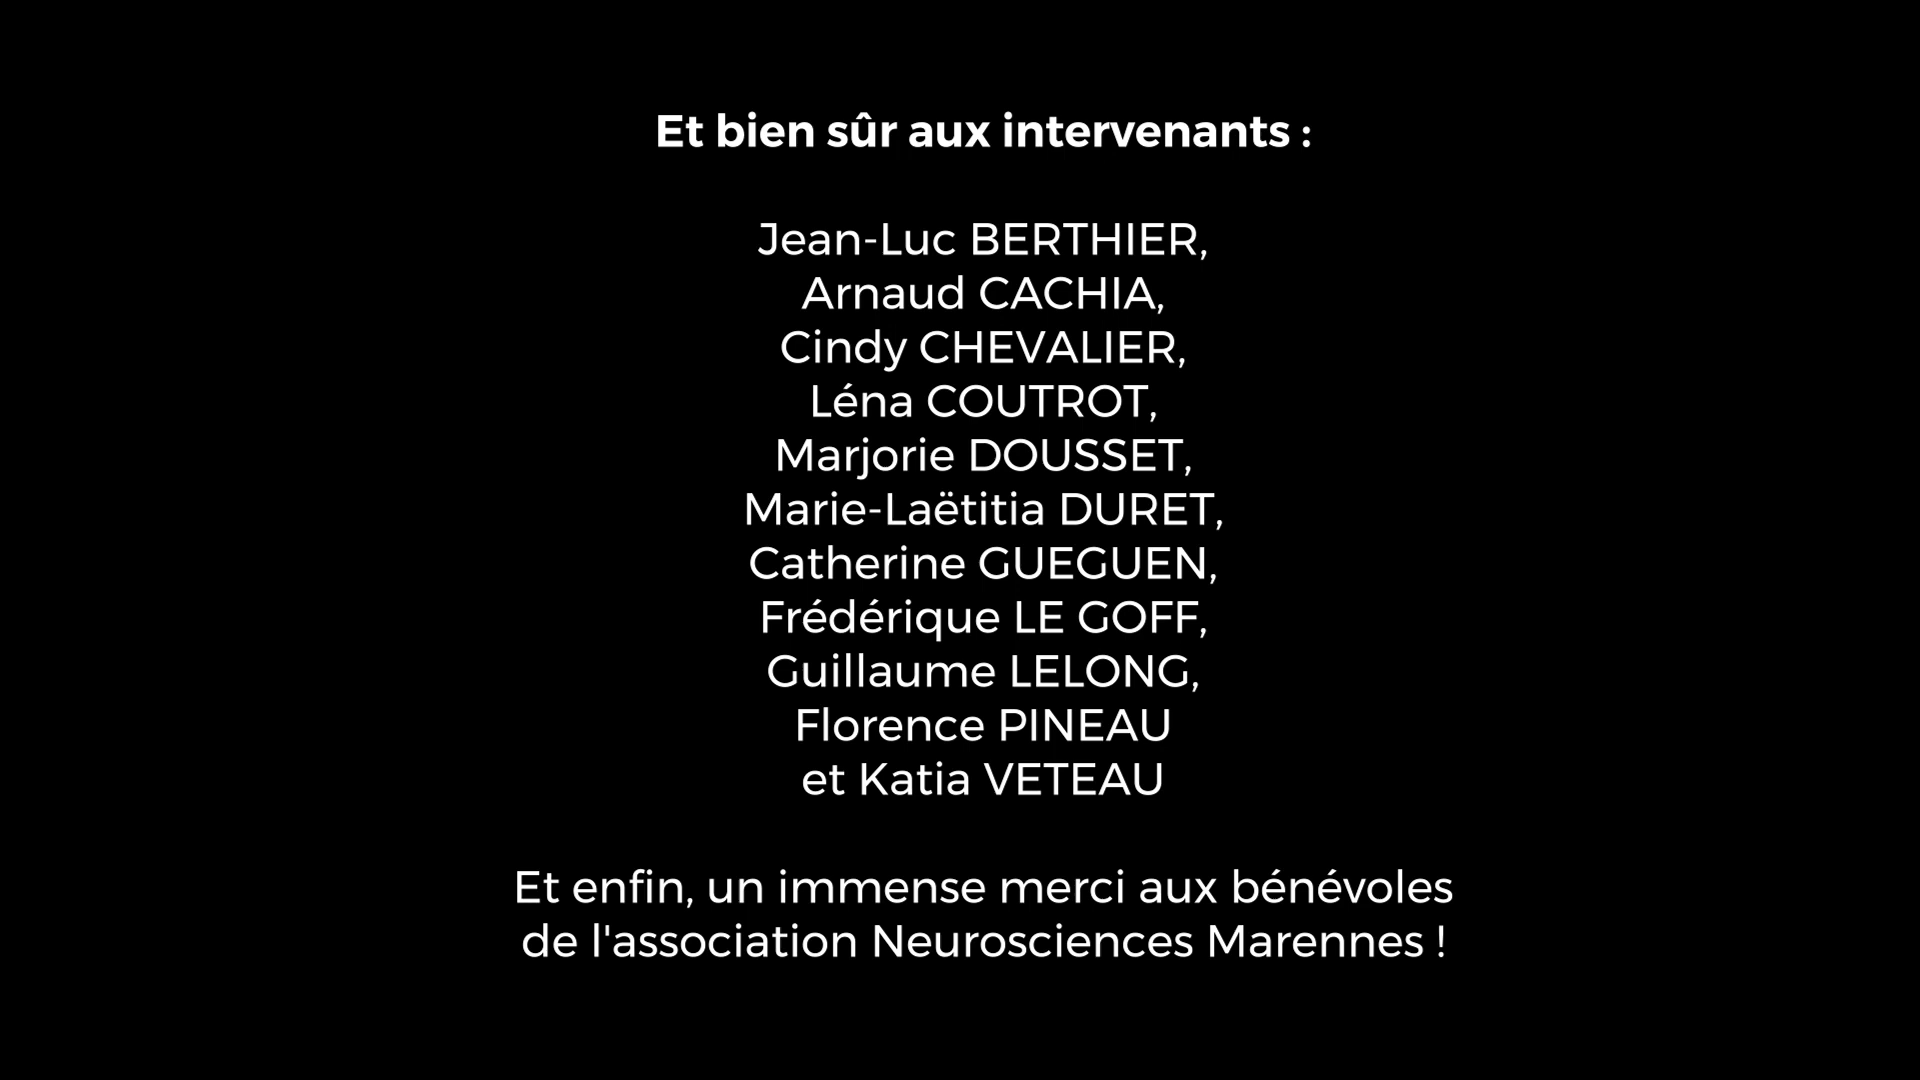 Et bien sûr aux intervenants :
Jean-Luc BERTHIER,
Arnaud CACHIA,
Cindy CHEVALIER,
Léna COUTROT,
Marjorie DOUSSET,
Marie-Laëtitia DURET,
Catherine GUEGUEN,
Frédérique LE GOFF,
Guillaume LELONG,
Florence PINEAU
et Katia VETEAU
Et enfin, un immense merci aux bénévoles
de l'association Neurosciences Marennes !